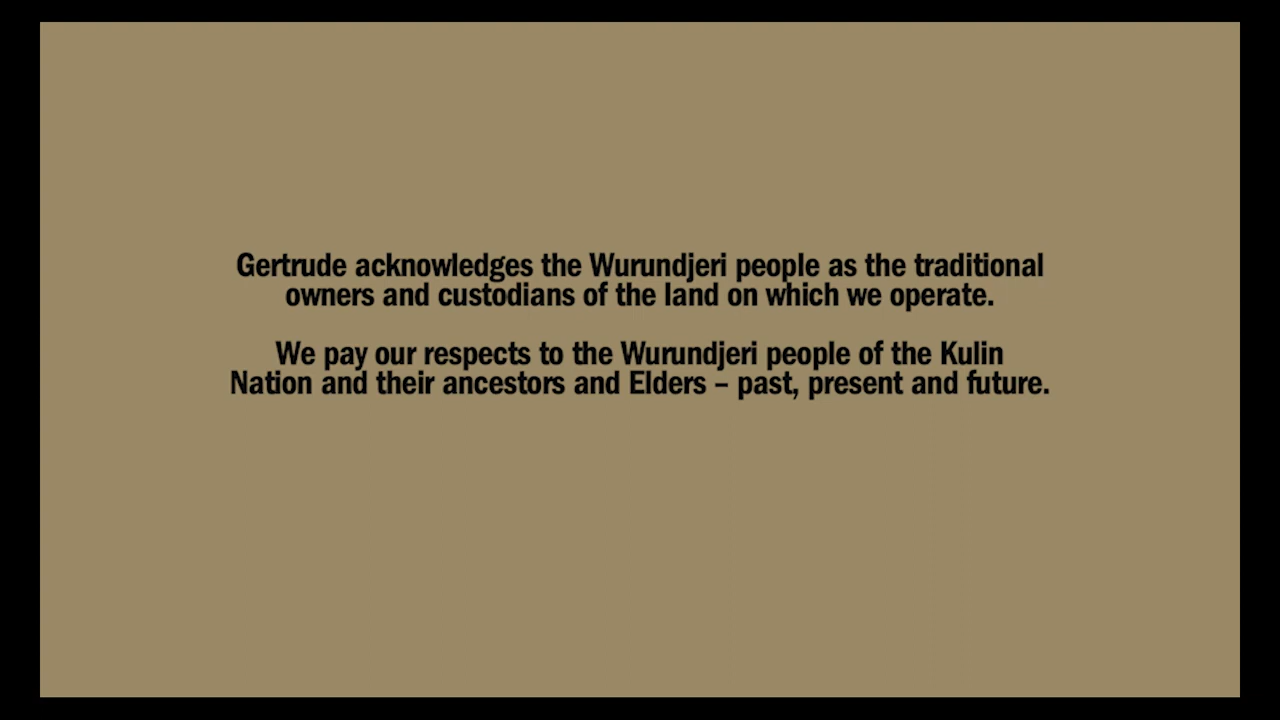 Gertrude acknowledges the Wurundjeri people as the traditional
owners and custodians of the land on which we operate.
We pay our respects to the Wurundjeri people of the Kulin
Nation and their ancestors and Elders – past, present and future.